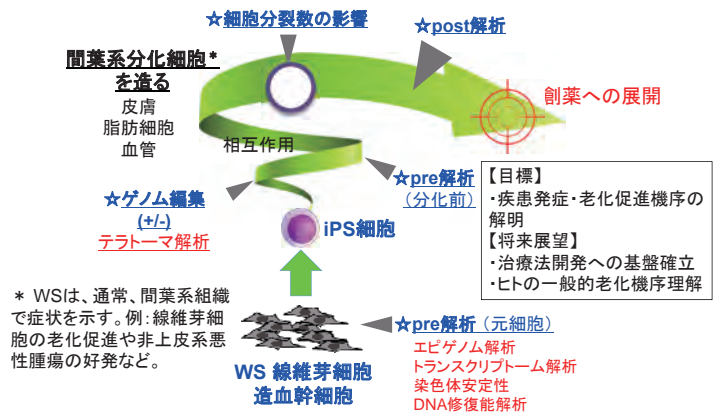 ☆細胞分裂数の影響
☆post解析
間葉系分化細胞*
を造る
皮膚
脂肪細胞
血管
創薬への展開
相互作用
☆ゲノム編集
(+/-)
テラトーマ解析
☆pre解析
(分化前)
iPS細胞
【目標】
・疾患発症・老化促進機序の
解明
【将来展望】
・治療法開発への基盤確立
・ヒトの一般的老化機序理解
* WSは、通常、間葉系組織
で症状を示す。例:線維芽細
胞の老化促進や非上皮系悪
性腫瘍の好発など。
WS 線維芽細胞
造血幹細胞
☆pre解析 (元細胞)
エピゲノム解析
トランスクリプトーム解析
染色体安定性
DNA修復能解析